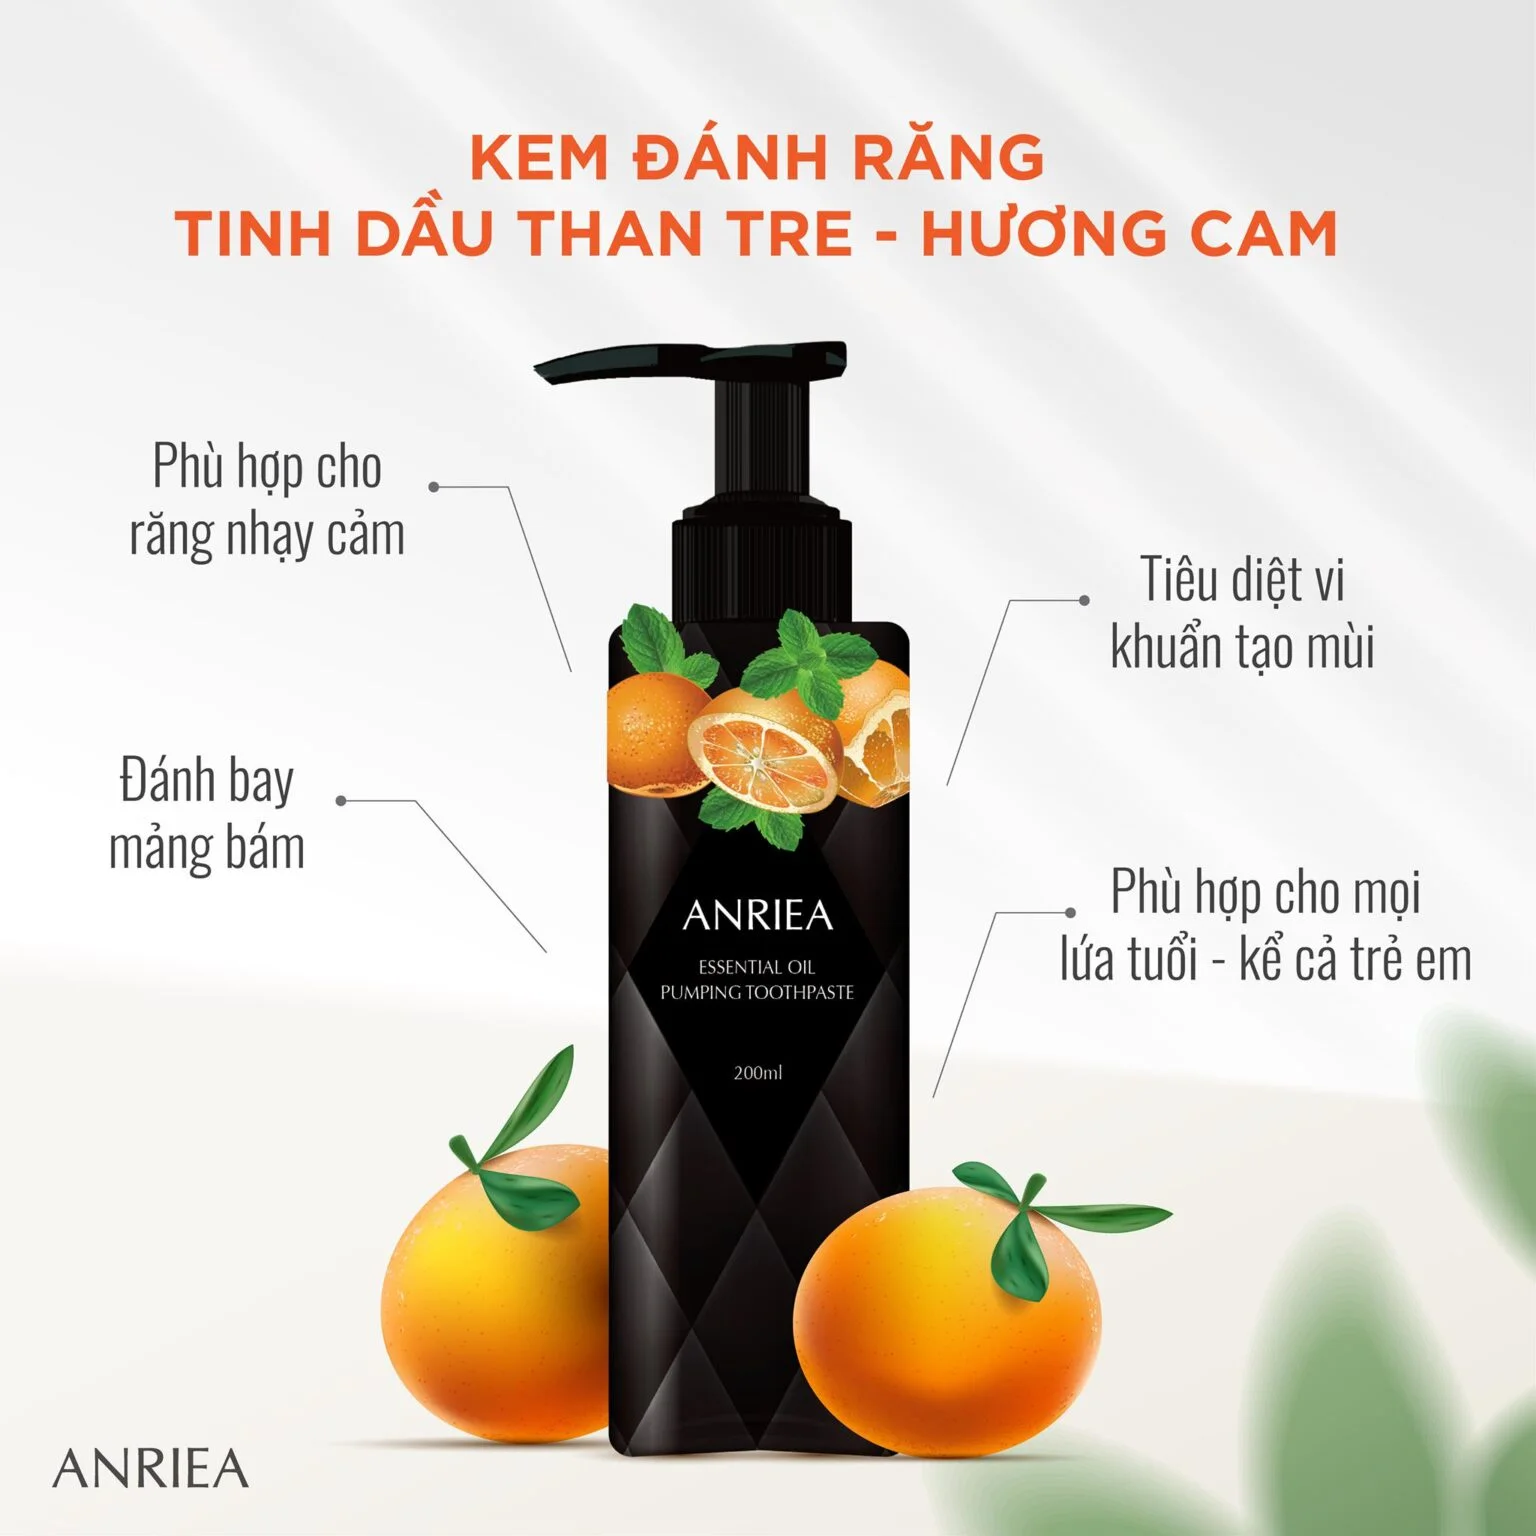 KEM ĐÁNH RĂNG
TINH DẦU THAN TRE - HƯƠNG CAM
Phù hợp cho
răng nhạy cảm
Tiêu diệt vi
khuẩn tạo mùi
Đánh bay
mảng bám
Phù hợp cho mọi
lứa tuổi - kể cả trẻ em
ANRIEA
ESSENTIAL OIL
PUMPING TOOTHPASTE
200ml
ANRIEA